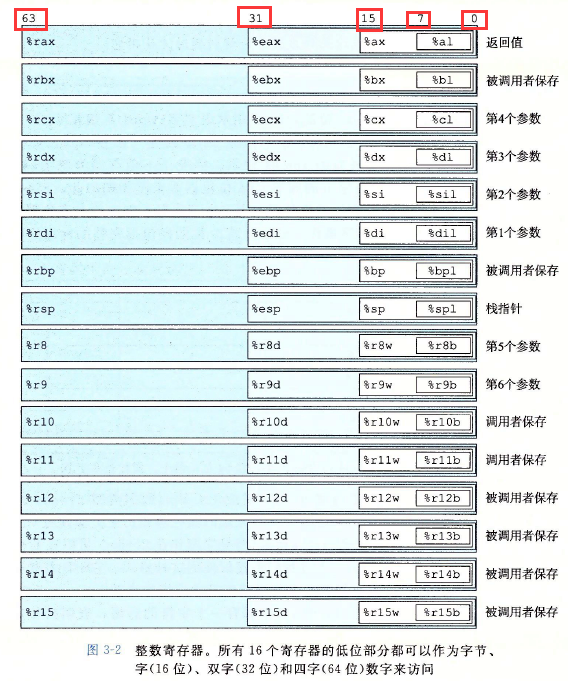 63 31 15 7 0
%rax %eax %ax %al 返回值
%rbx %ebx %bx %bl 被调用者保存
%rcx %ecx %cx %cl 第4个参数
%rdx %edx %dx %dl 第3个参数
%rsi %esi %si %sil 第2个参数
%rdi %edi %di %dil 第1个参数
%rbp %ebp %bp %bpl 被调用者保存
%rsp %esp %sp %spl 栈指针
%r8 %r8d %r8w %r8b 第5个参数
%r9 %r9d %r9w %r9b 第6个参数
%r10 %r10d %r10w %r10b 调用者保存
%r11 %r11d %r11w %r11b 调用者保存
%r12 %r12d %r12w %r12b 被调用者保存
%r13 %r13d %r13w %r13b 被调用者保存
%r14 %r14d %r14w %r14b 被调用者保存
%r15 %r15d %r15w %r15b 被调用者保存
图 3-2 整数寄存器。所有 16 个寄存器的低位部分都可以作为字节、
字(16 位)、双字(32 位)和四字(64 位)数字来访问